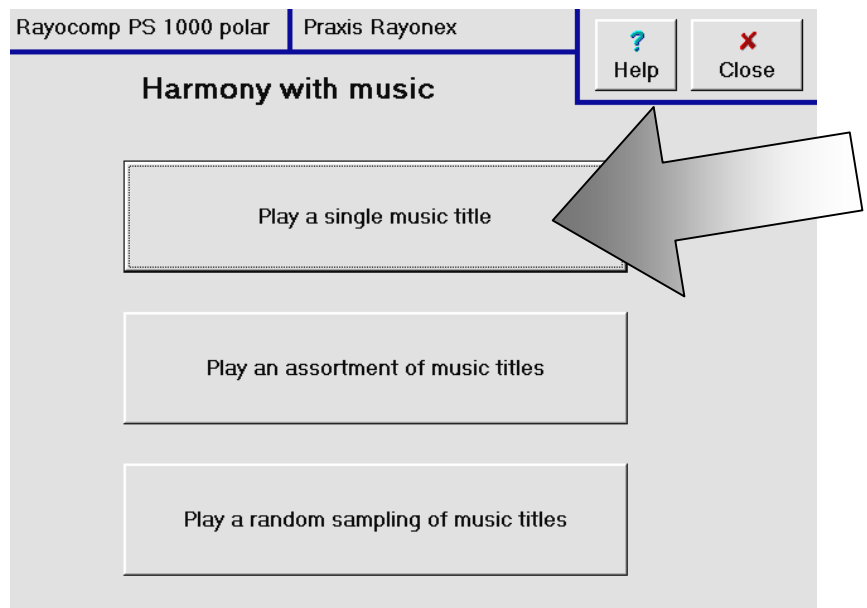 Rayocomp PS 1000 polar
Praxis Rayonex
?
Help
Close
Harmony with music
Play a single music title
Play an assortment of music titles
Play a random sampling of music titles